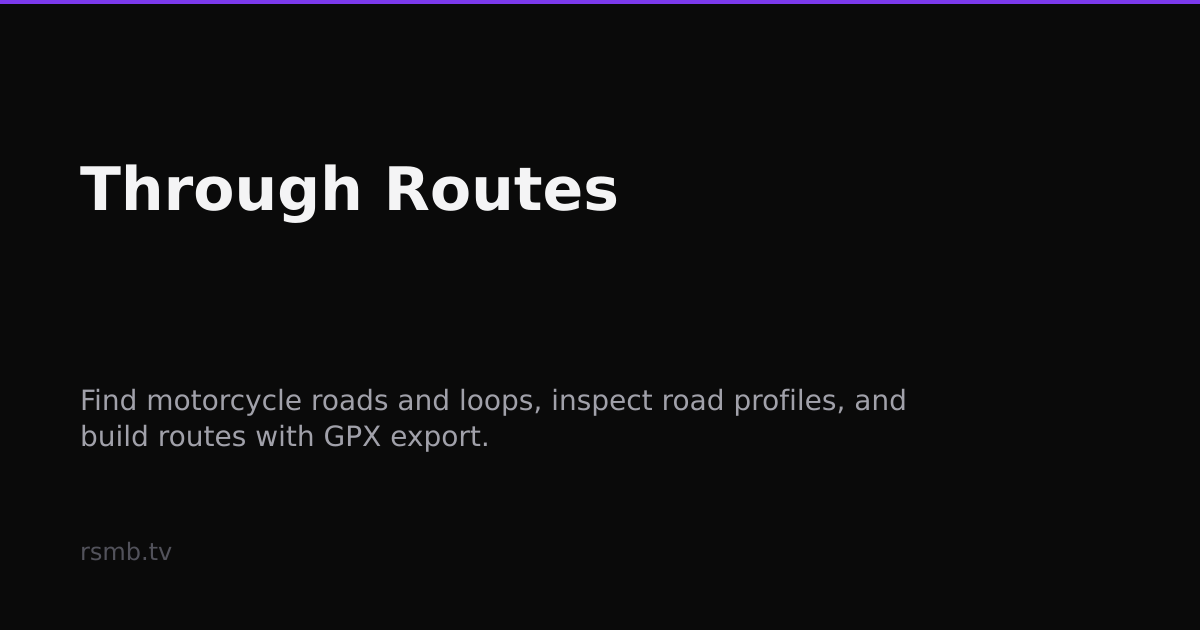 Through Routes
Find motorcycle roads and loops, inspect road profiles, and
build routes with GPX export.
rsmb.tv